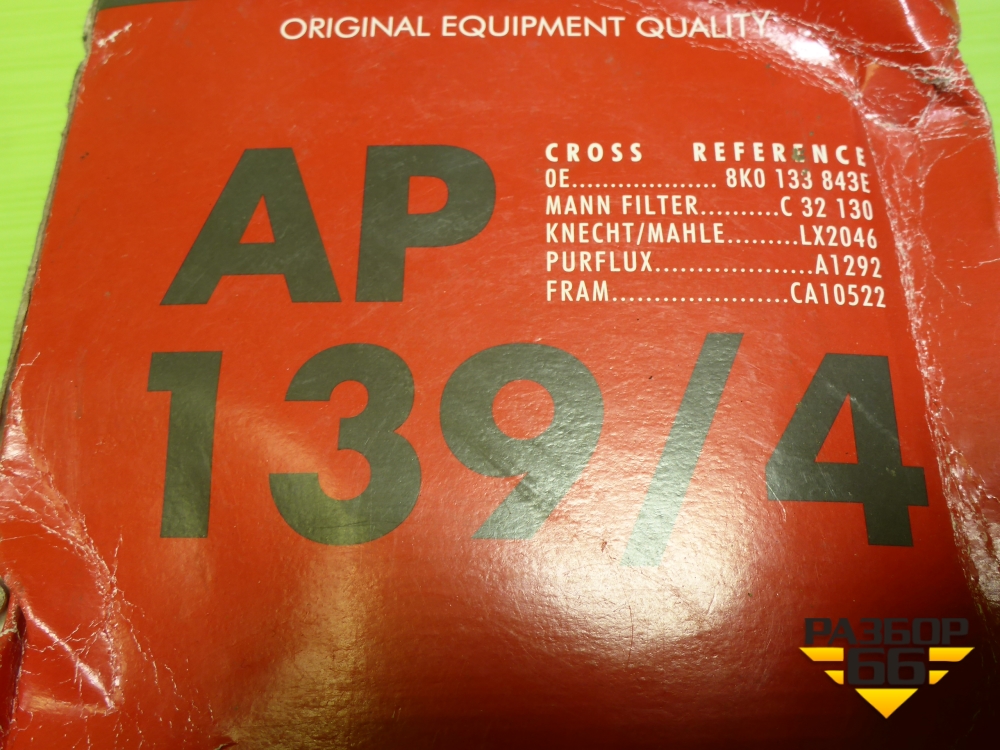 ORIGINAL EQUIPMENT QUALITY
AP
139/4
CROSS REFERENCE
OE.................. 8K0 133 843E
MANN FILTER..........C 32 130
KNECHT/MAHLE.........LX2046
PURFLUX....................A1292
FRAM......................CA10522
РАЗБОР
66